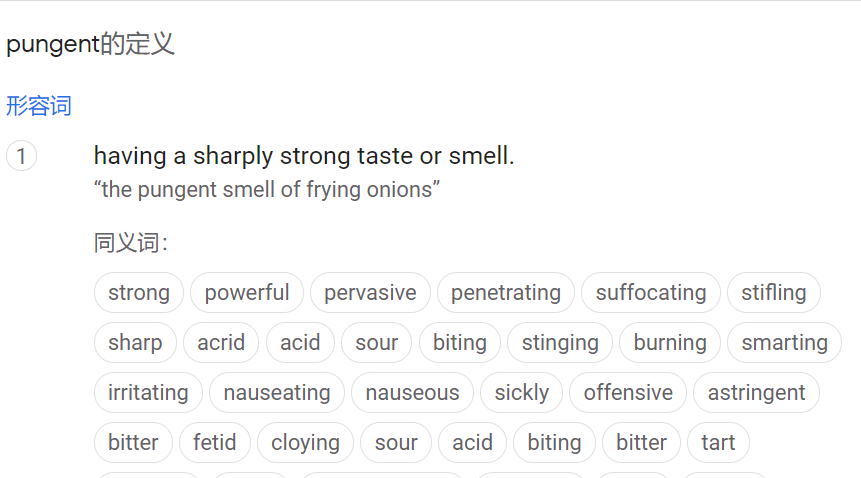 pungent的定义
形容词
1 having a sharply strong taste or smell.
“the pungent smell of frying onions”
同义词：
strong powerful pervasive penetrating suffocating stifling
sharp acrid acid sour biting stinging burning smarting
irritating nauseating nauseous sickly offensive astringent
bitter fetid cloying sour acid biting bitter tart